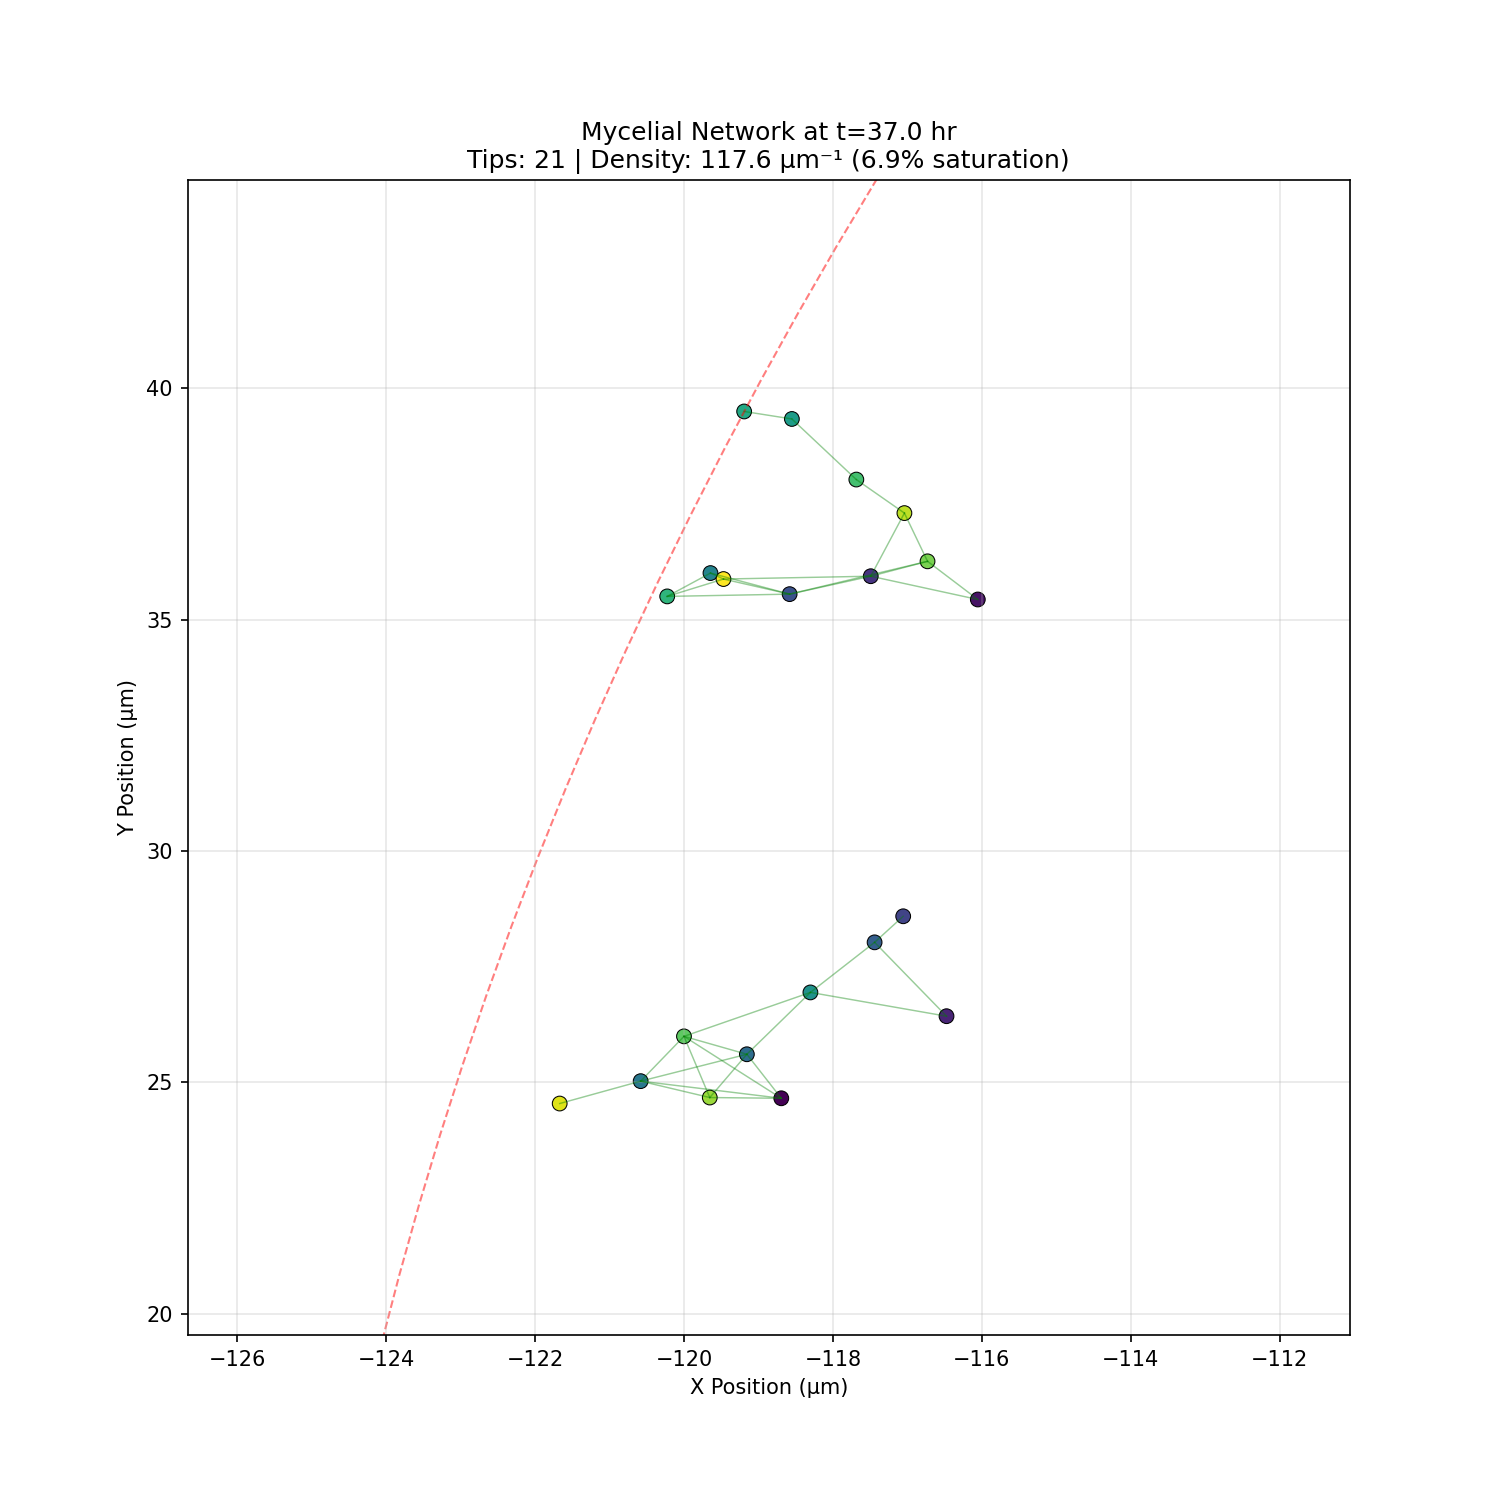 Mycelial Network at t=37.0 hr
Tips: 21 | Density: 117.6 µm⁻¹ (6.9% saturation)
40
35
30
25
20
Y Position (µm)
−126 −124 −122 −120 −118 −116 −114 −112
X Position (µm)